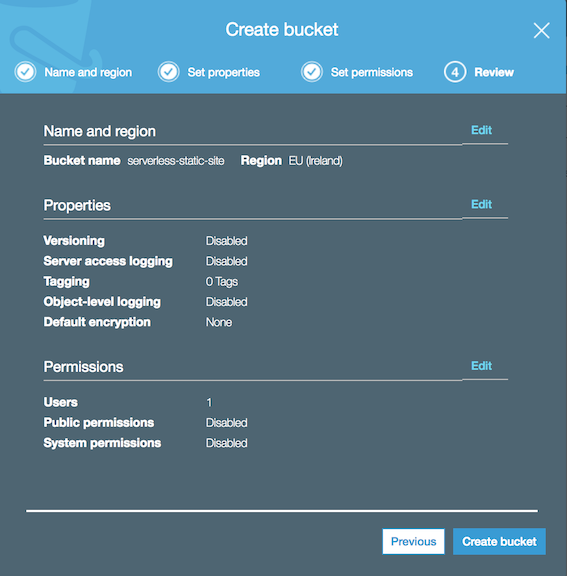 Create bucket
Name and region Set properties Set permissions 4 Review
Name and region Edit
Bucket name serverless-static-site Region EU (Ireland)
Properties Edit
Versioning Disabled
Server access logging Disabled
Tagging 0 Tags
Object-level logging Disabled
Default encryption None
Permissions Edit
Users 1
Public permissions Disabled
System permissions Disabled
Previous Create bucket